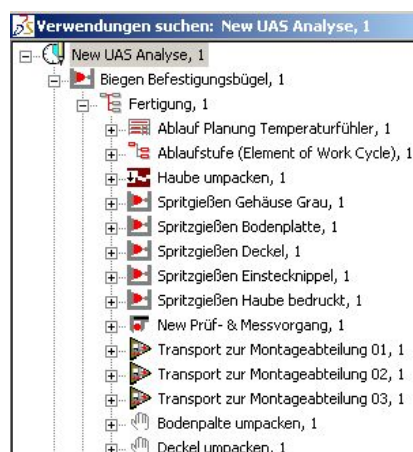 Verwendungen suchen: New UAS Analyse, 1
New UAS Analyse, 1
Biegen Befestigungsbügel, 1
Fertigung, 1
Ablauf Planung Temperaturfühler, 1
Ablaufstufe (Element of Work Cycle), 1
Haube umpacken, 1
Spritgießen Gehäuse Grau, 1
Spritzgießen Bodenplatte, 1
Spritzgießen Deckel, 1
Spritzgießen Einstecknippel, 1
Spritzgießen Haube bedruckt, 1
New Prüf- & Messvorgang, 1
Transport zur Montageabteilung 01, 1
Transport zur Montageabteilung 02, 1
Transport zur Montageabteilung 03, 1
Bodenpalte umpacken, 1
Deckel umpacken, 1